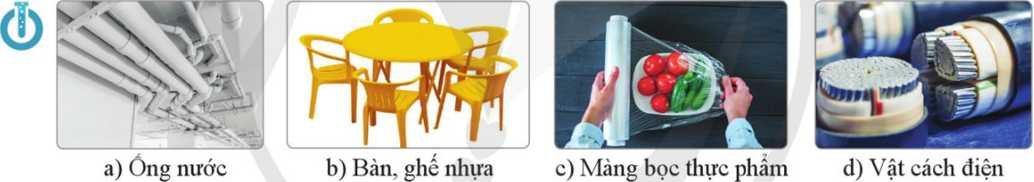 a) Ống nước
b) Bàn, ghế nhựa
c) Màng bọc thực phẩm
d) Vật cách điện